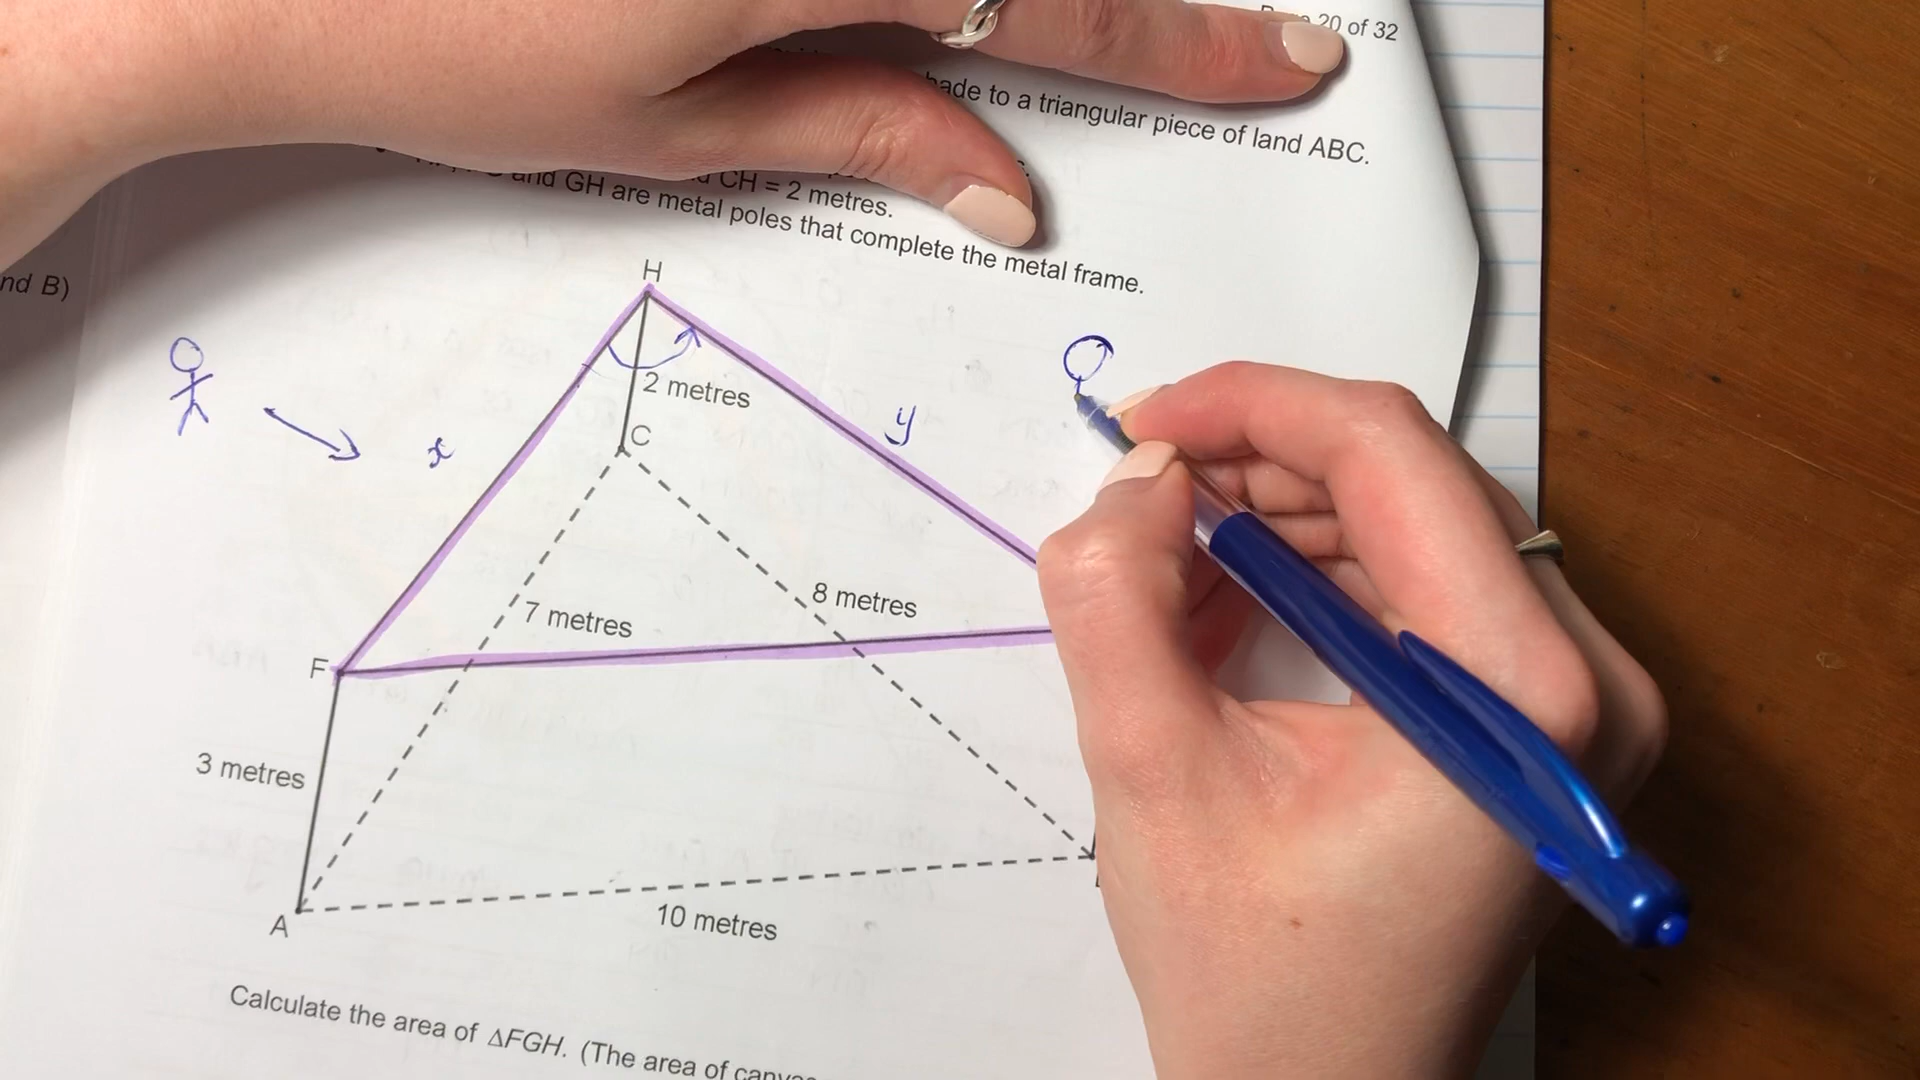 20 of 32
ade to a triangular piece of land ABC.
CH = 2 metres.
and GH are metal poles that complete the metal frame.
nd B)
H
2 metres
C
y
x
8 metres
7 metres
F
3 metres
10 metres
A
Calculate the area of ΔFGH. (The area of canvas